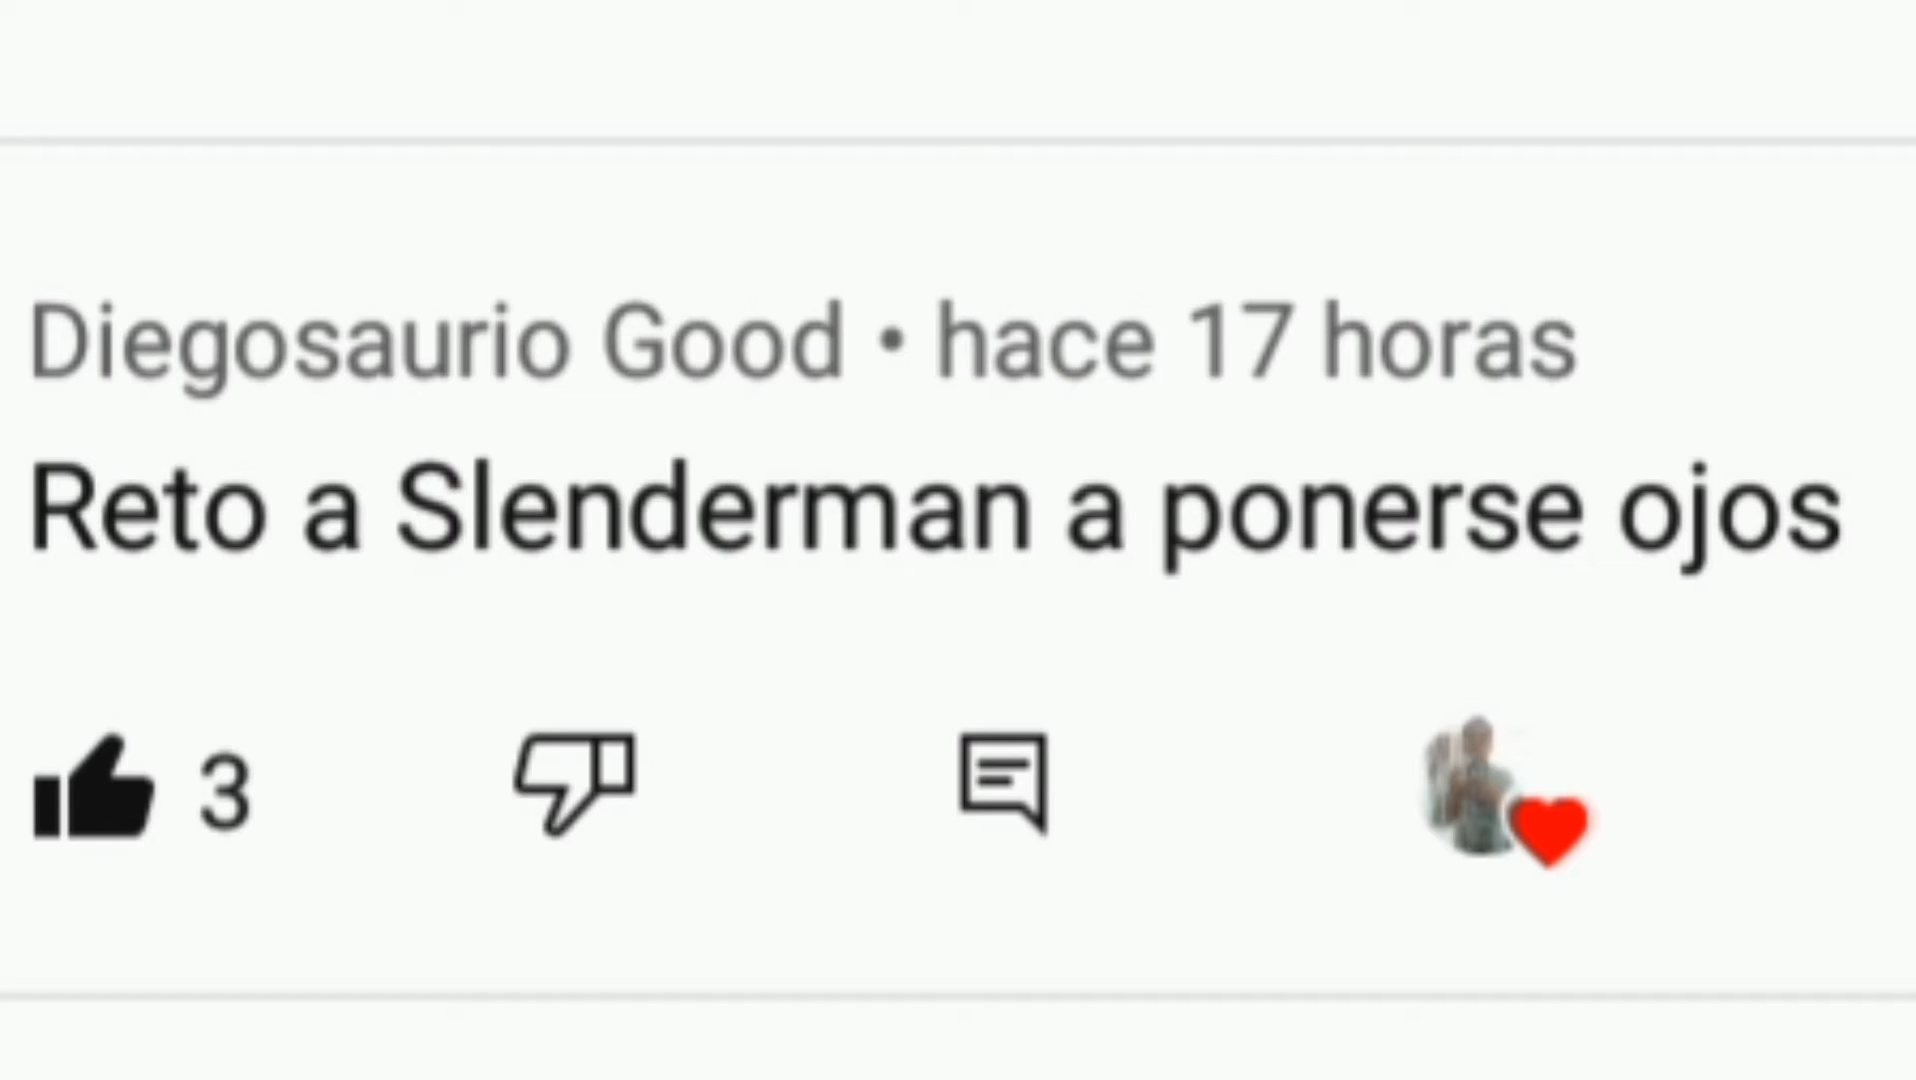 Diegosaurio Good • hace 17 horas
Reto a Slenderman a ponerse ojos
3